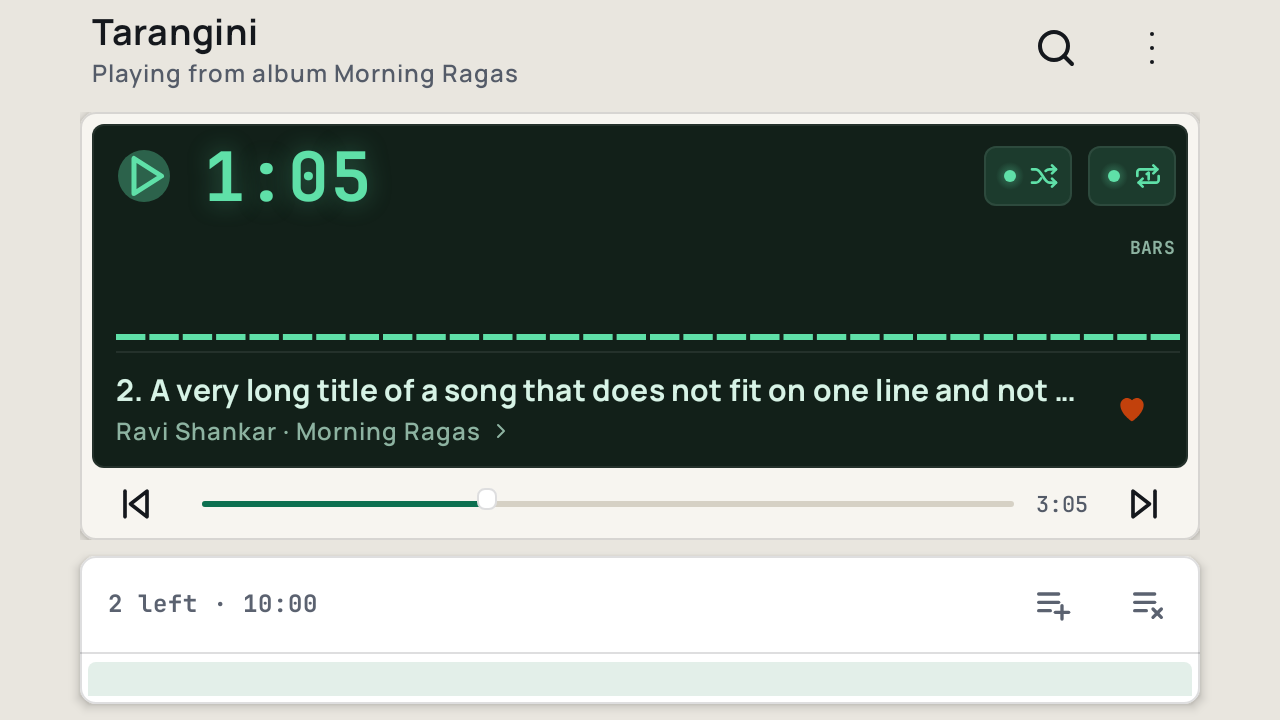 Tarangini
Playing from album Morning Ragas
1:05
BARS
2. A very long title of a song that does not fit on one line and not ...
Ravi Shankar · Morning Ragas
3:05
2 left · 10:00